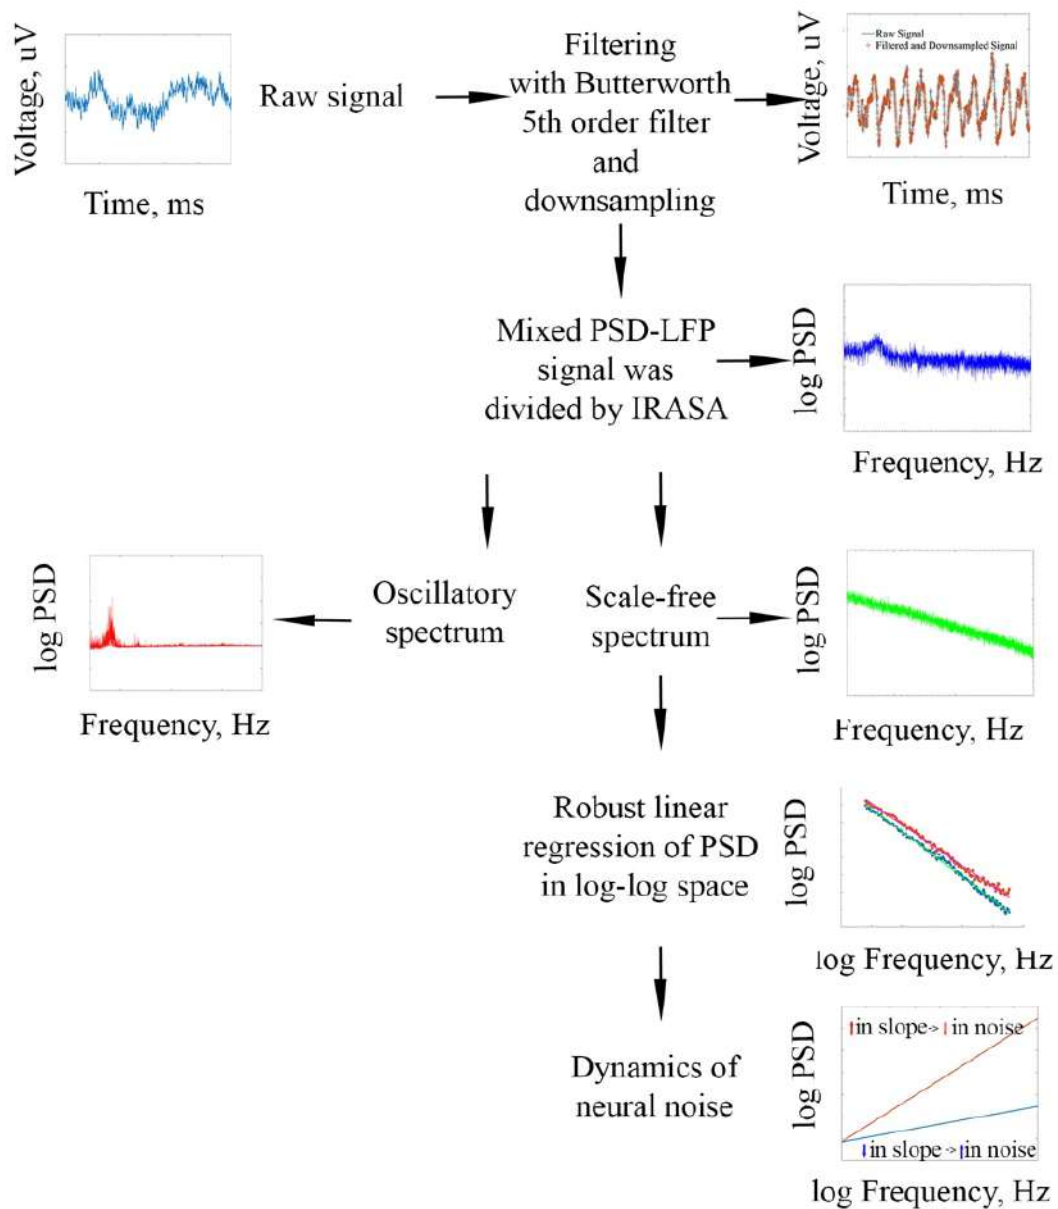 Voltage, uV
Time, ms
Raw signal
Filtering
with Butterworth
5th order filter
and
downsampling
Voltage, uV
Raw Signal
Filtered and Downsampled Signal
Time, ms
Mixed PSD-LFP
signal was
divided by IRASA
log PSD
Frequency, Hz
log PSD
Frequency, Hz
Oscillatory
spectrum
Scale-free
spectrum
log PSD
Frequency, Hz
Robust linear
regression of PSD
in log-log space
log PSD
log Frequency, Hz
Dynamics of
neural noise
log PSD
↑in slope-> ↓ in noise
↓in slope -> ↑in noise
log Frequency, Hz